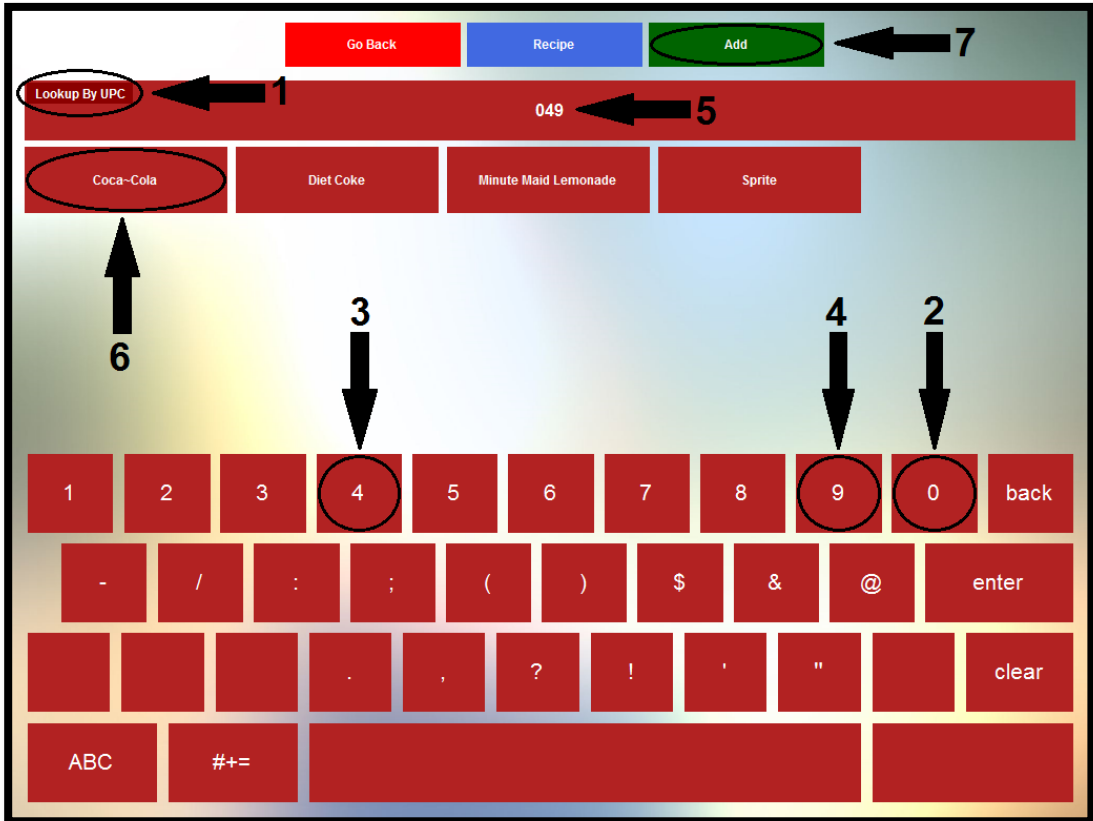 Go Back Recipe Add 7
Lookup By UPC 1
049 5
Coca~Cola Diet Coke Minute Maid Lemonade Sprite
6
3 4 2
1 2 3 4 5 6 7 8 9 0 back
- / : ; ( ) $ & @ enter
. , ? ! ' " clear
ABC #+=